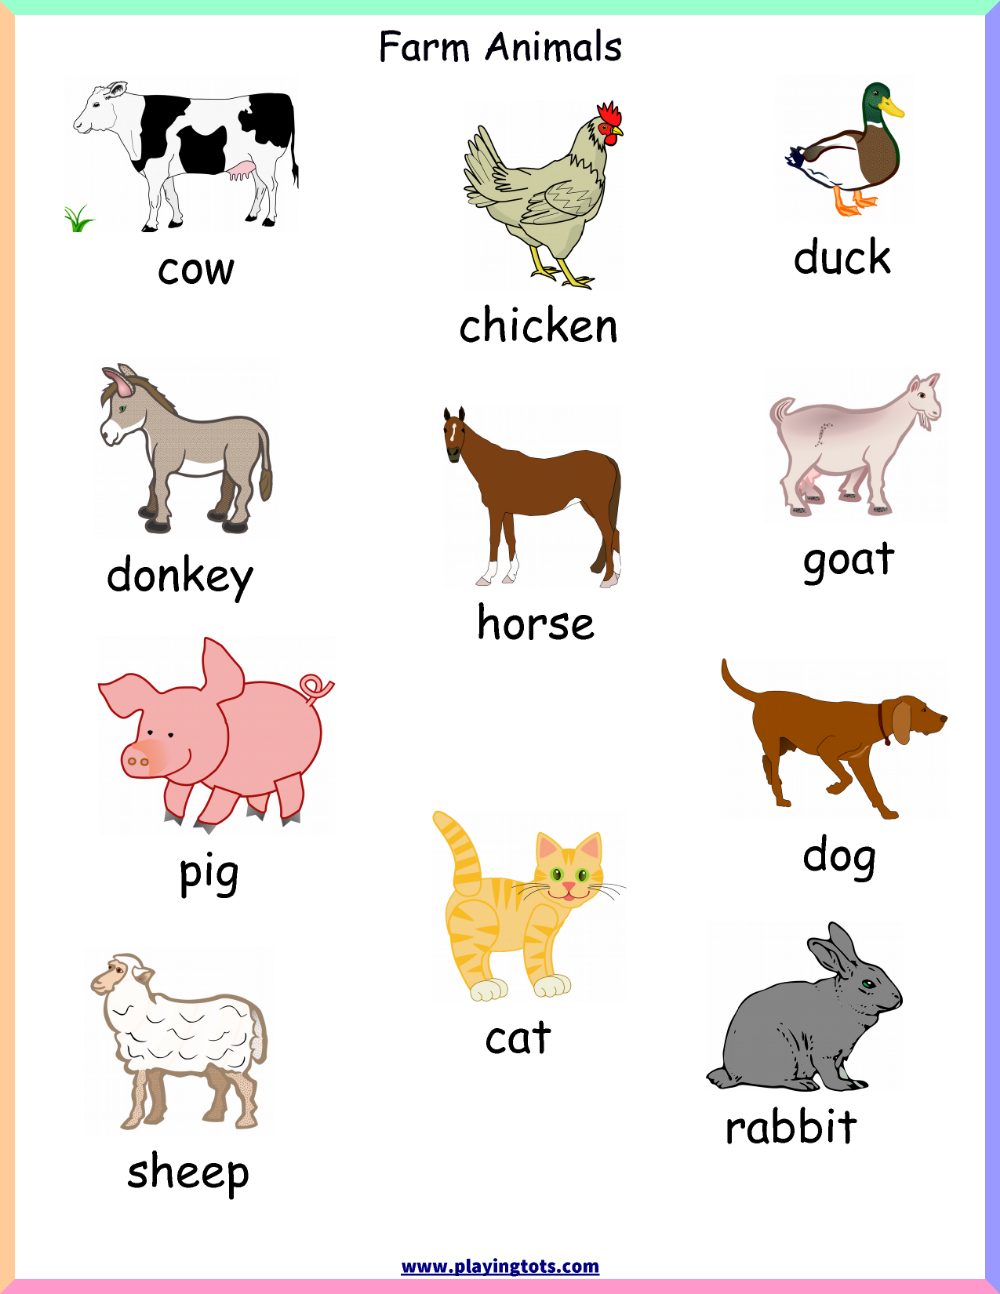 Farm Animals
cow
chicken
duck
donkey
horse
goat
pig
cat
dog
sheep
rabbit
www.playingtots.com